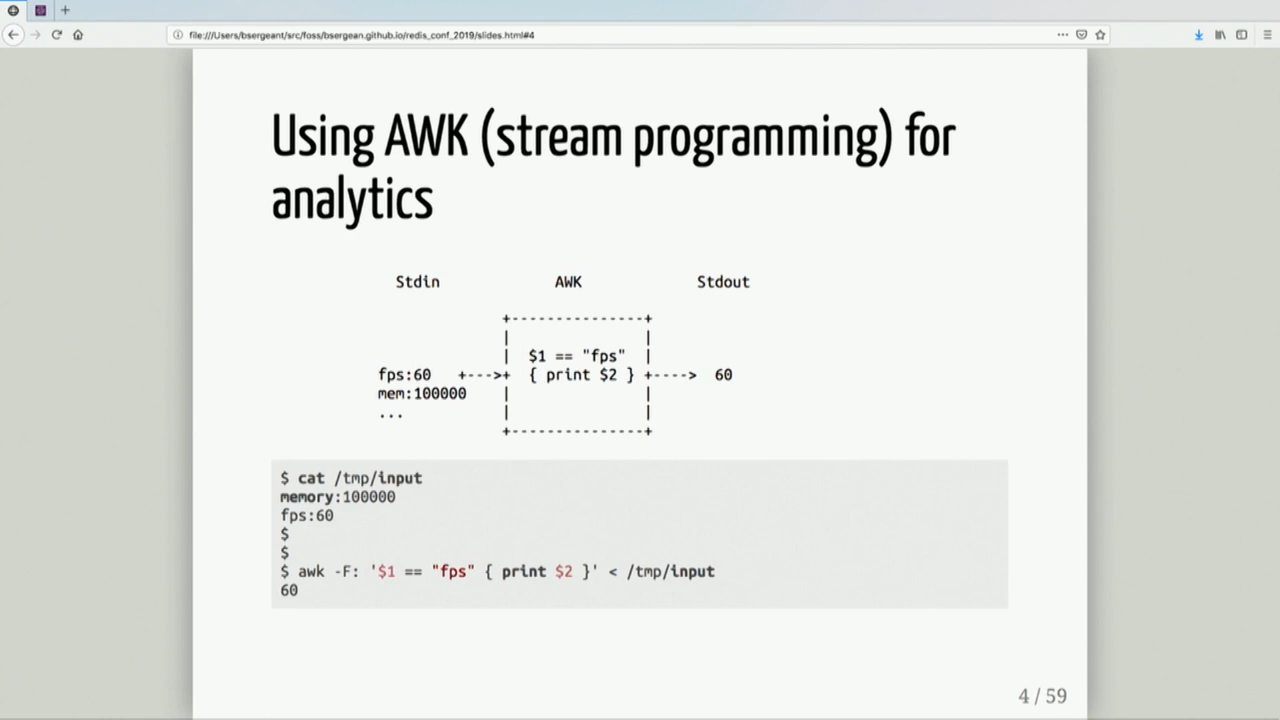 file:///Users/bsergeant/src/foss/bsergean.github.io/redis_conf_2019/slides.html#4
Using AWK (stream programming) for
analytics
Stdin AWK Stdout
+--------------+
| |
| $1 == "fps" |
fps:60 +--->+ { print $2 } +----> 60
mem:100000 | |
... | |
+--------------+
$ cat /tmp/input
memory:100000
fps:60
$
$
$ awk -F: '$1 == "fps" { print $2 }' < /tmp/input
60
4 / 59